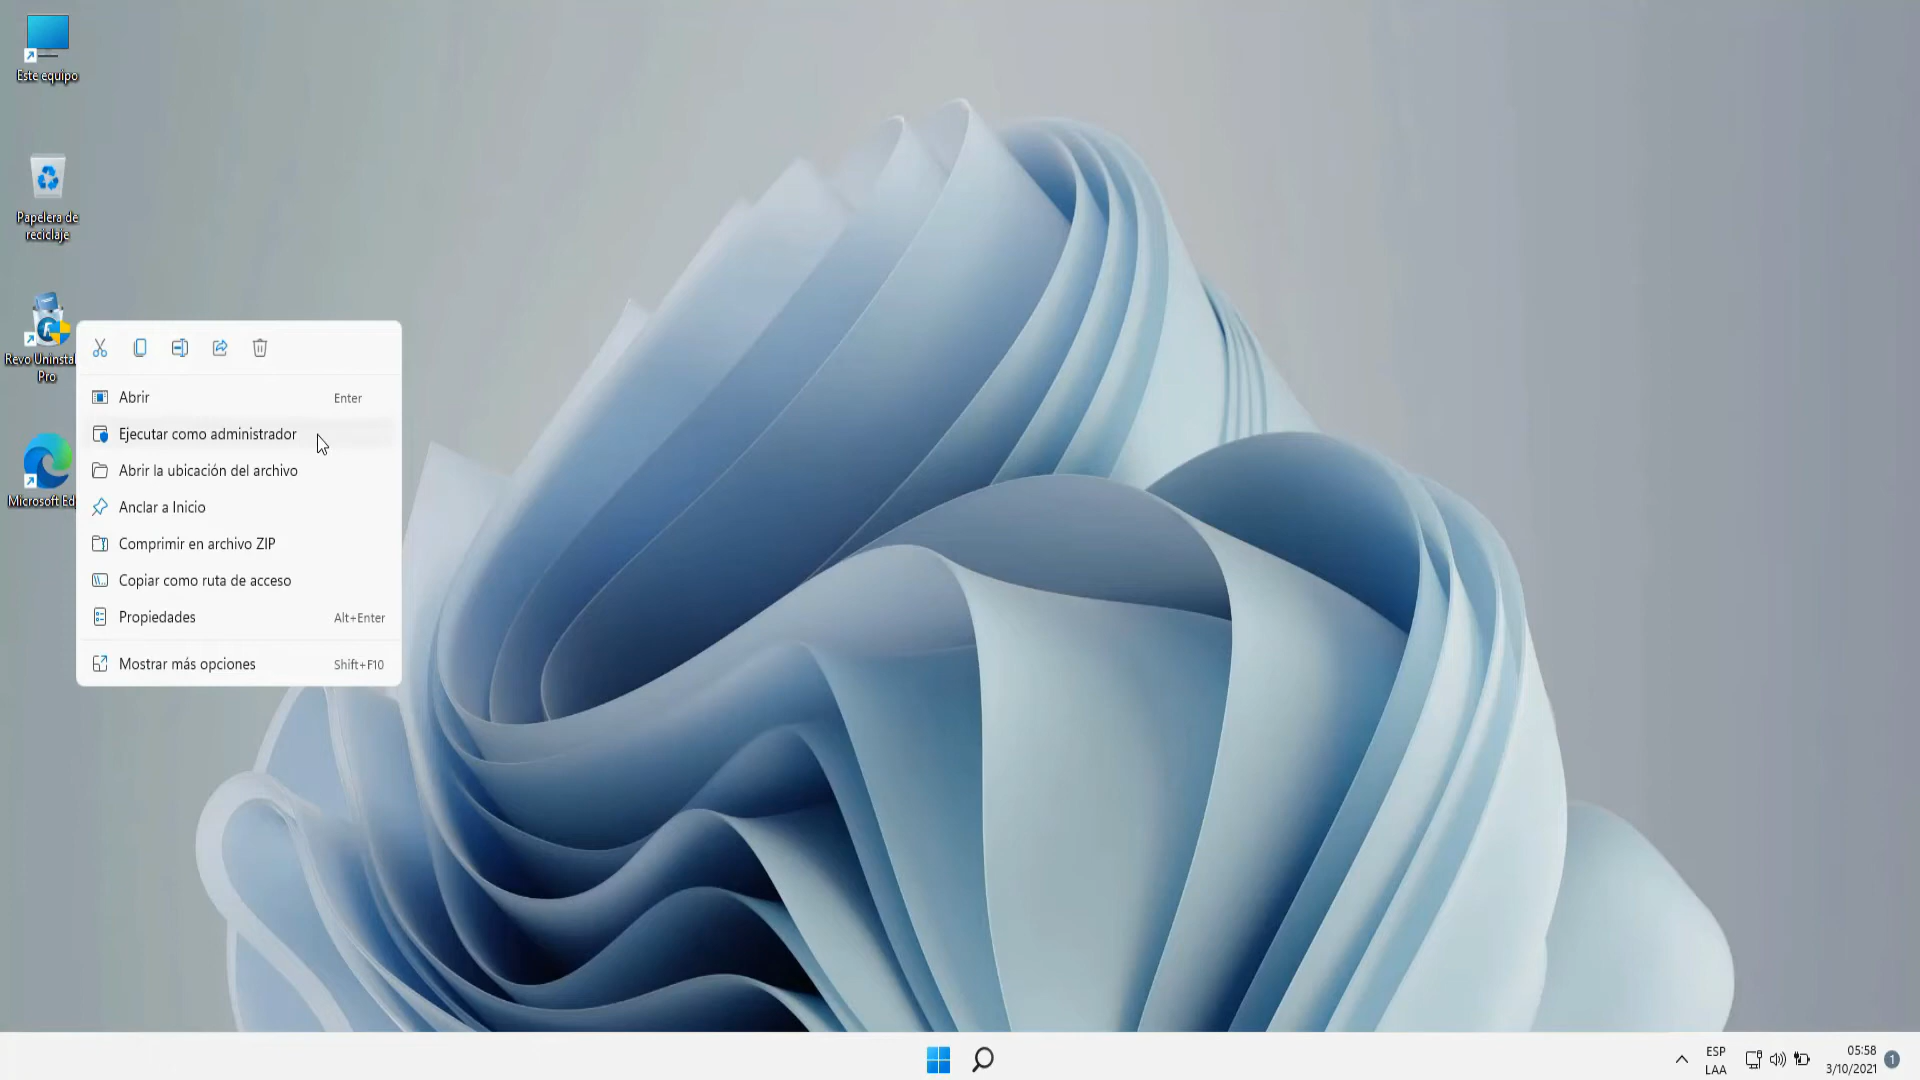 Este equipo
Papelera de
reciclaje
Revo Uninstal
Pro
Microsoft Ed
Abrir Enter
Ejecutar como administrador
Abrir la ubicación del archivo
Anclar a Inicio
Comprimir en archivo ZIP
Copiar como ruta de acceso
Propiedades Alt+Enter
Mostrar más opciones Shift+F10
ESP
LAA
05:58
3/10/2021
1